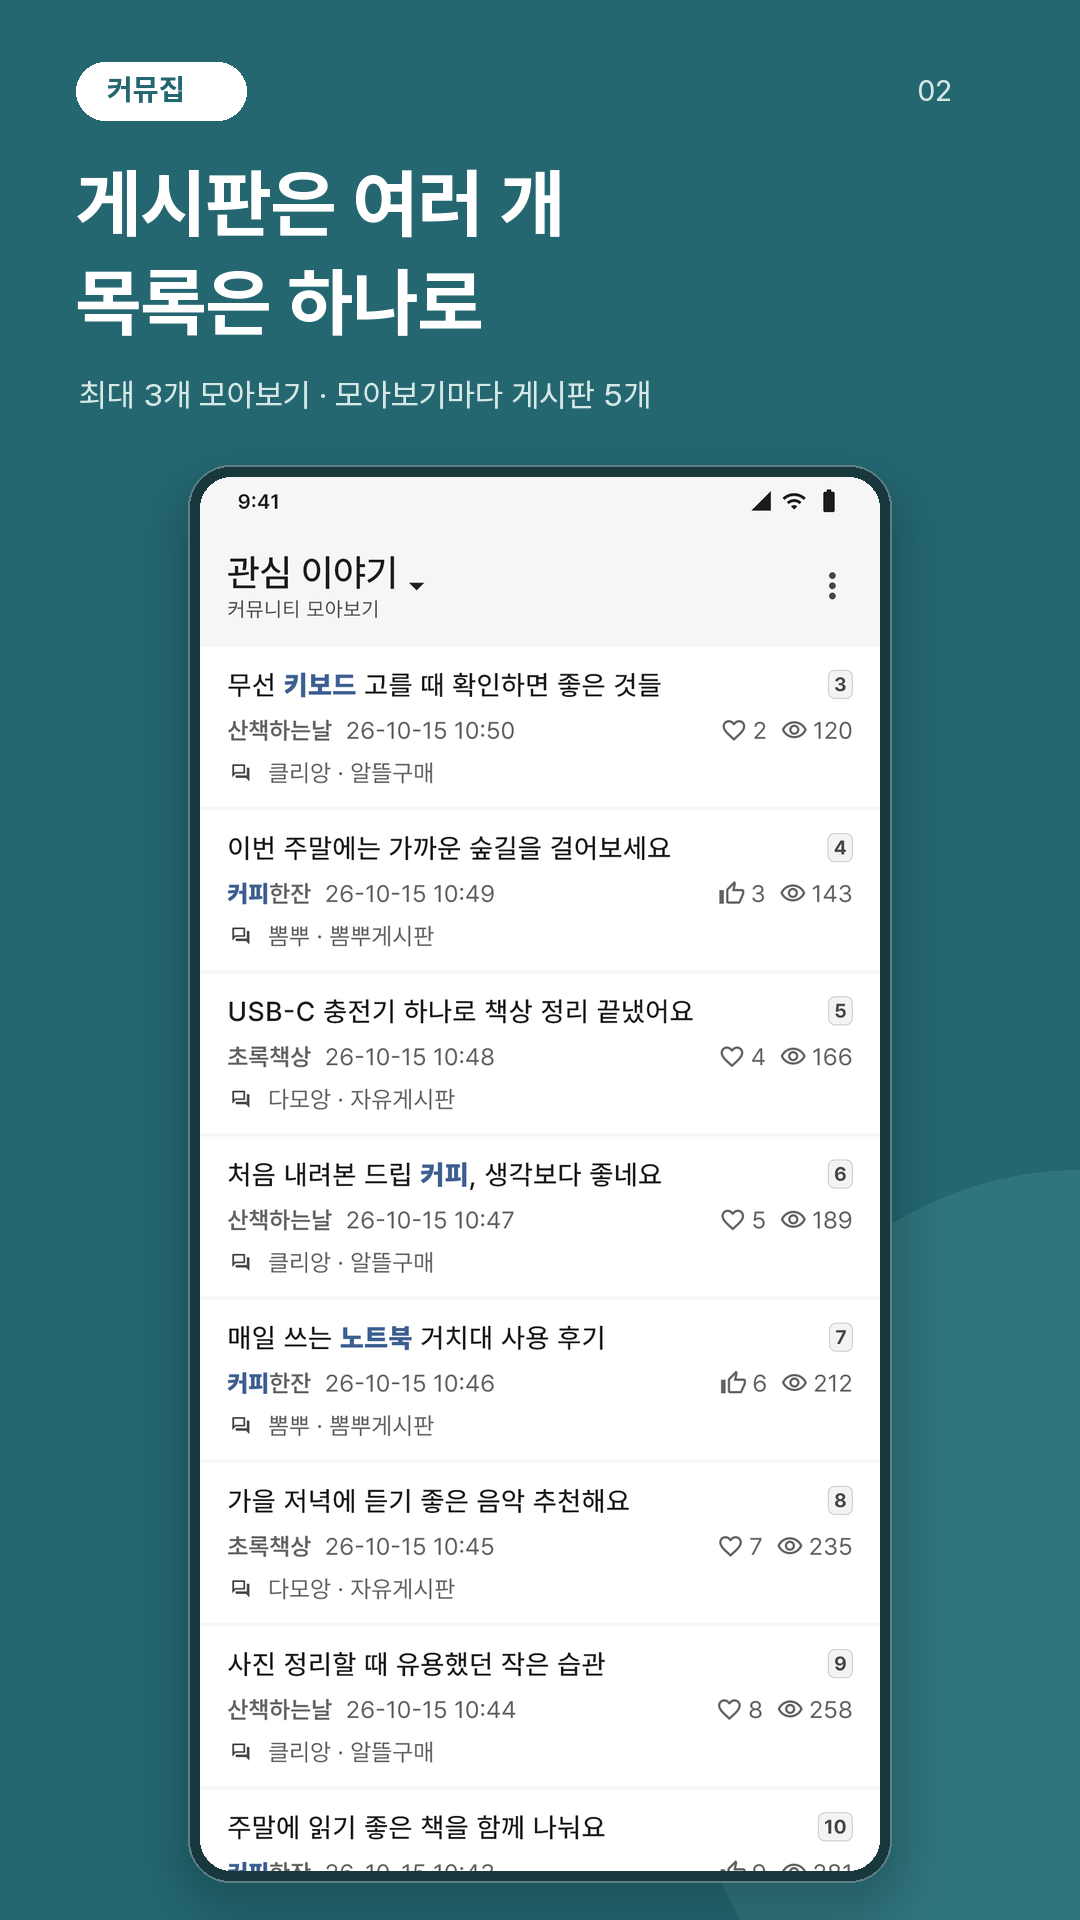 커뮤집
02
게시판은 여러 개
목록은 하나로
최대 3개 모아보기 · 모아보기마다 게시판 5개
9:41
관심 이야기
커뮤니티 모아보기
무선 키보드 고를 때 확인하면 좋은 것들 3
산책하는날 26-10-15 10:50 2 120
클리앙 · 알뜰구매
이번 주말에는 가까운 숲길을 걸어보세요 4
커피한잔 26-10-15 10:49 3 143
뽐뿌 · 뽐뿌게시판
USB-C 충전기 하나로 책상 정리 끝냈어요 5
초록책상 26-10-15 10:48 4 166
다모앙 · 자유게시판
처음 내려본 드립 커피, 생각보다 좋네요 6
산책하는날 26-10-15 10:47 5 189
클리앙 · 알뜰구매
매일 쓰는 노트북 거치대 사용 후기 7
커피한잔 26-10-15 10:46 6 212
뽐뿌 · 뽐뿌게시판
가을 저녁에 듣기 좋은 음악 추천해요 8
초록책상 26-10-15 10:45 7 235
다모앙 · 자유게시판
사진 정리할 때 유용했던 작은 습관 9
산책하는날 26-10-15 10:44 8 258
클리앙 · 알뜰구매
주말에 읽기 좋은 책을 함께 나눠요 10
커피한잔